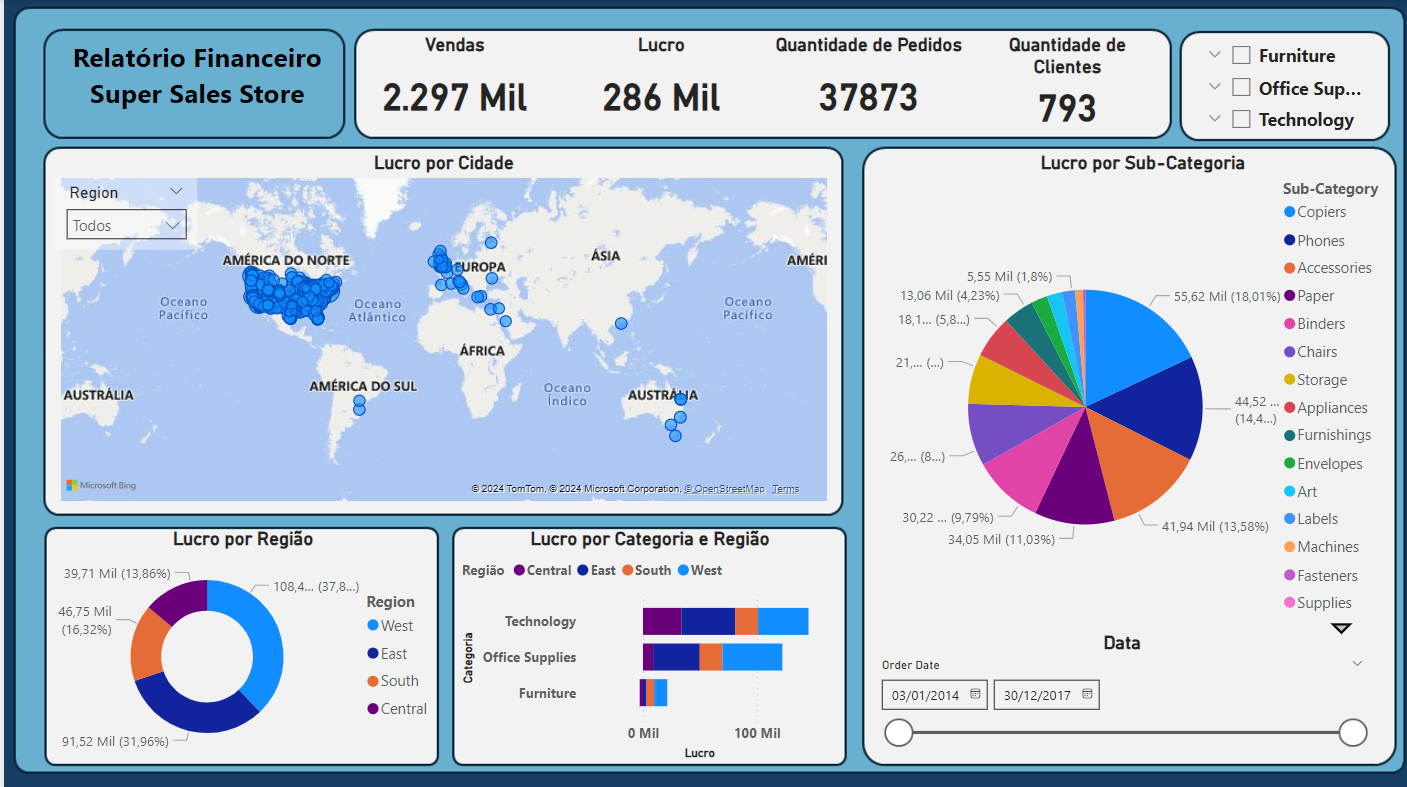 Relatório Financeiro
Super Sales Store
Vendas
2.297 Mil
Lucro
286 Mil
Quantidade de Pedidos
37873
Quantidade de
Clientes
793
Furniture
Office Sup...
Technology
Lucro por Cidade
Region
Todos
AMÉRICA DO NORTE
EUROPA
ÁSIA
AMÉRI
Oceano
Pacífico
Oceano
Atlântico
Oceano
Pacífico
ÁFRICA
AMÉRICA DO SUL
Oceano
Índico
AUSTRÁLIA
AUSTRÁLIA
Microsoft Bing
© 2024 TomTom, © 2024 Microsoft Corporation, © OpenStreetMap Terms
Lucro por Sub-Categoria
Sub-Category
Copiers
Phones
Accessories
Paper
Binders
Chairs
Storage
Appliances
Furnishings
Envelopes
Art
Labels
Machines
Fasteners
Supplies
5,55 Mil (1,8%)
13,06 Mil (4,23%)
18,1... (5,8...)
21,... (...)
26,... (8...)
30,22 ... (9,79%)
34,05 Mil (11,03%)
55,62 Mil (18,01%)
44,52 ...
(14,4...)
41,94 Mil (13,58%)
Data
Order Date
03/01/2014
30/12/2017
Lucro por Região
39,71 Mil (13,86%)
108,4... (37,8...)
46,75 Mil
(16,32%)
91,52 Mil (31,96%)
Region
West
East
South
Central
Lucro por Categoria e Região
Região Central East South West
Categoria
Technology
Office Supplies
Furniture
0 Mil 100 Mil
Lucro